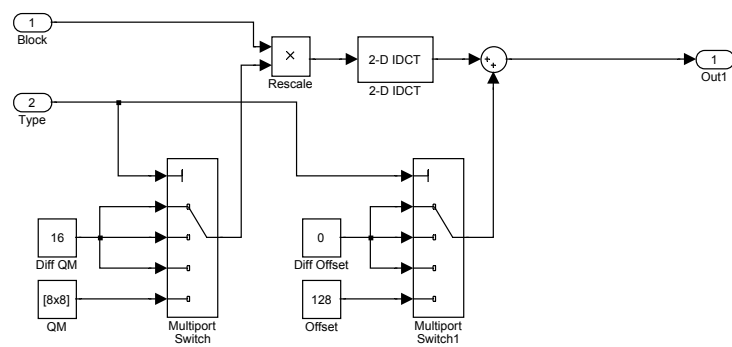 1
Block
×
Rescale
2-D IDCT
2-D IDCT
+
+
1
Out1
2
Type
16
Diff QM
[8x8]
QM
Multiport
Switch
0
Diff Offset
128
Offset
Multiport
Switch1